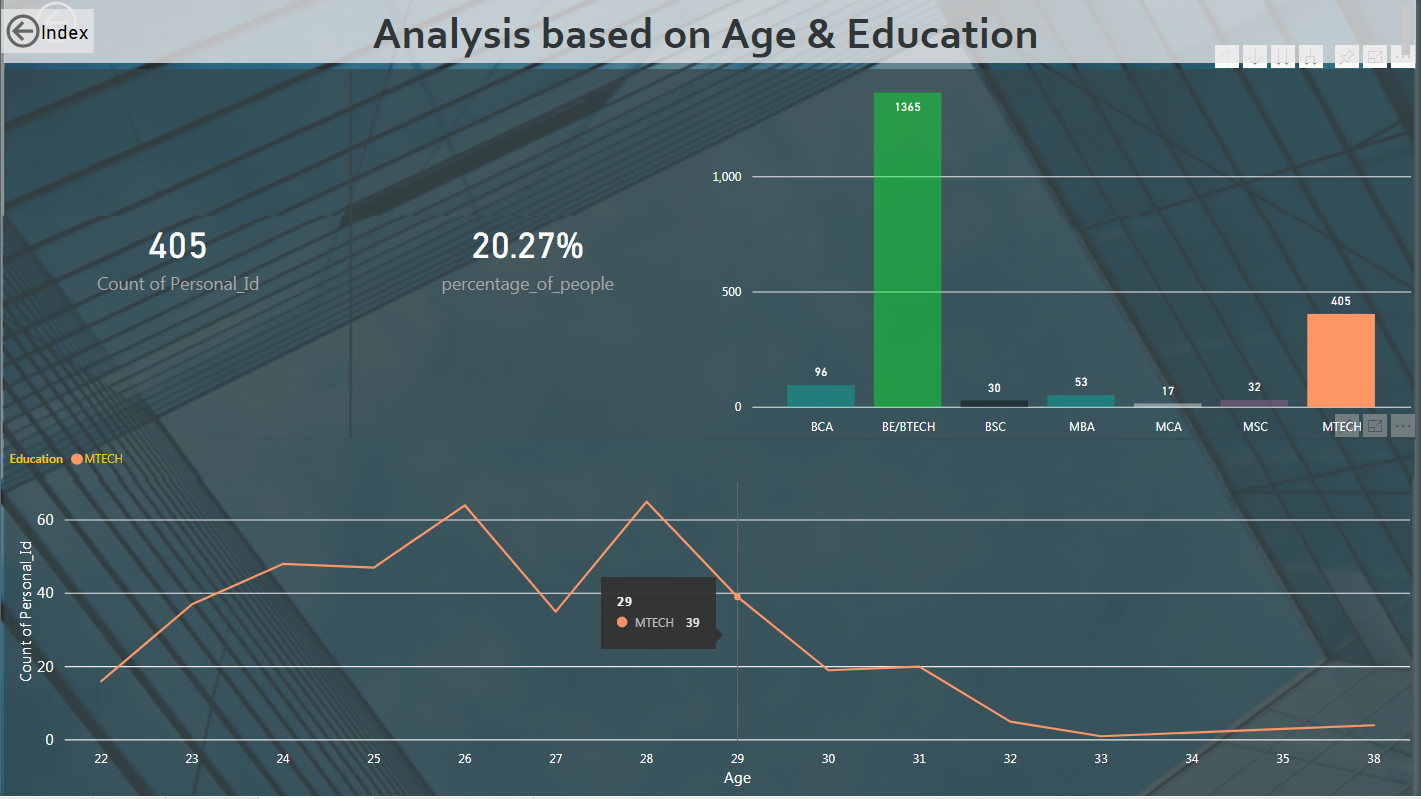 Index
Analysis based on Age & Education
405
Count of Personal_Id
20.27%
percentage_of_people
1,000
500
0
96
1365
30
53
17
32
405
BCA
BE/BTECH
BSC
MBA
MCA
MSC
MTECH
Education MTECH
Count of Personal_Id
60
40
20
0
29
MTECH 39
22 23 24 25 26 27 28 29 30 31 32 33 34 35 38
Age